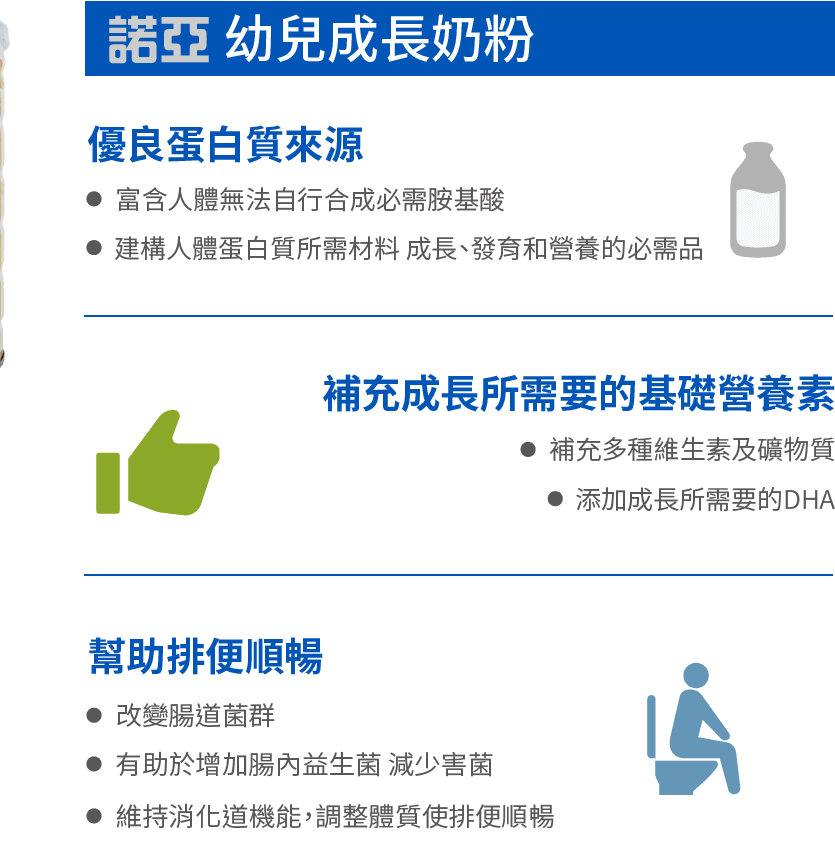 諾亞 幼兒成長奶粉
優良蛋白質來源
● 富含人體無法自行合成必需胺基酸
● 建構人體蛋白質所需材料 成長、發育和營養的必需品
補充成長所需要的基礎營養素
● 補充多種維生素及礦物質
● 添加成長所需要的DHA
幫助排便順暢
● 改變腸道菌群
● 有助於增加腸內益生菌 減少害菌
● 維持消化道機能，調整體質使排便順暢